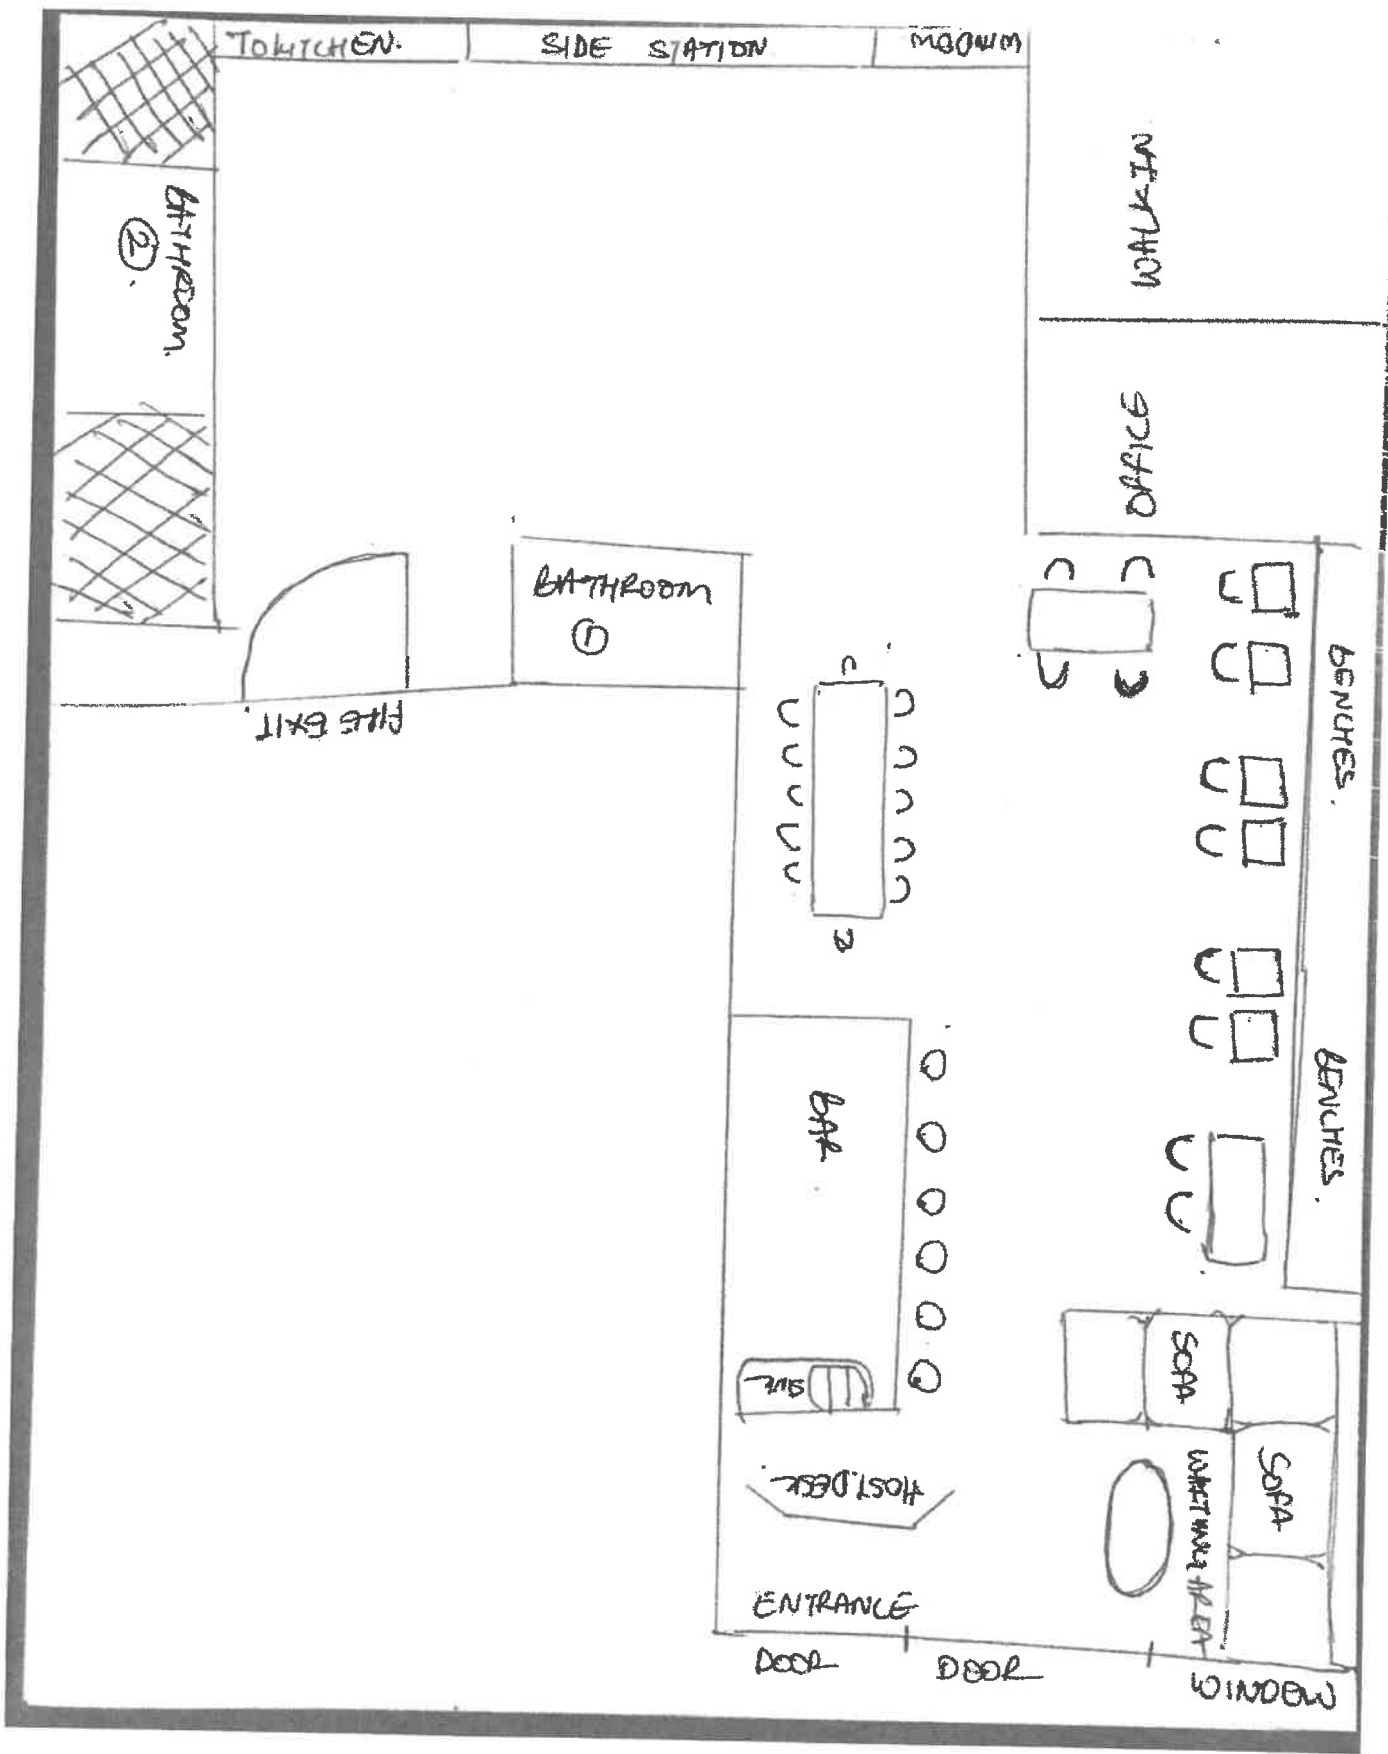 TO KITCHEN.
SIDE STATION
WINDOW
WALK IN
BATHROOM.
②.
OFFICE
BATHROOM
①
FIRE EXIT.
BENCHES.
BENCHES.
BAR
SOFA
SOFA
HOST DESK
WAITING AREA
ENTRANCE
DOOR
DOOR
WINDOW